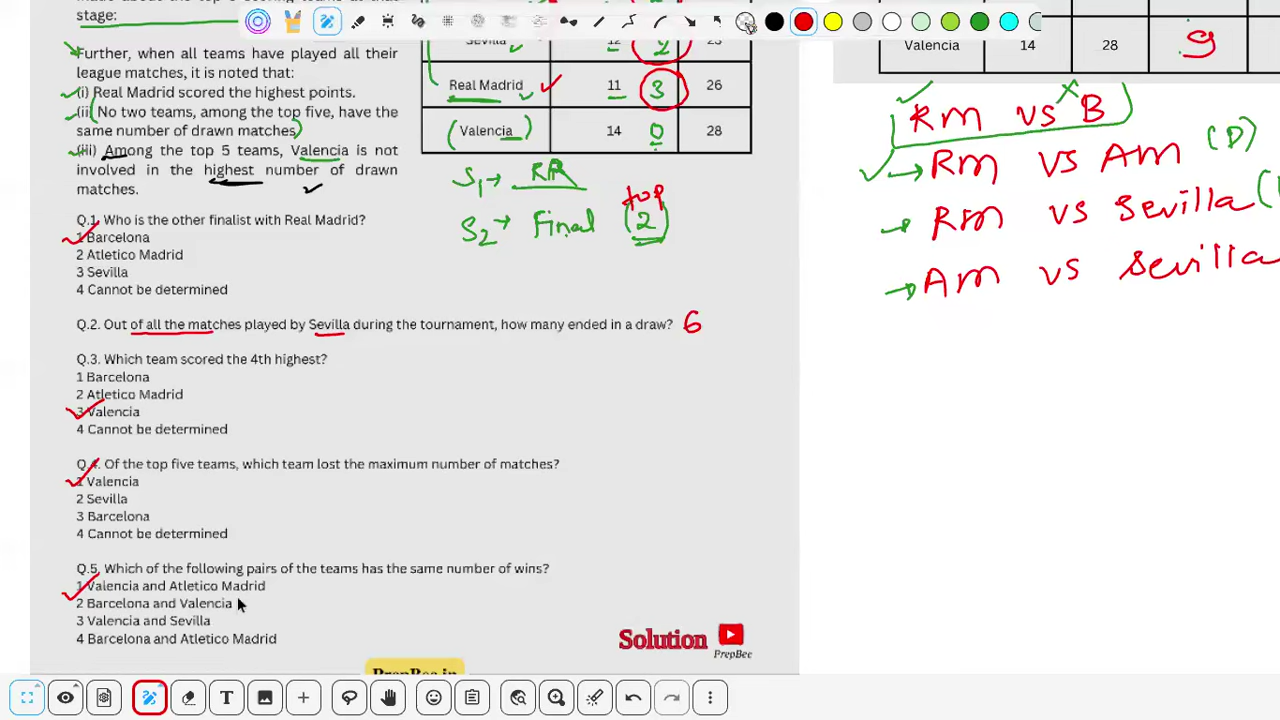 stage:
Further, when all teams have played all their
league matches, it is noted that:
(i) Real Madrid scored the highest points.
(ii) No two teams, among the top five, have the
same number of drawn matches
(iii) Among the top 5 teams, Valencia is not
involved in the highest number of drawn
matches.
Sevilla 12 2 25
Real Madrid 11 3 26
(Valencia) 14 0 28
S1→ RR
S2→ Final (2)
top
Valencia 14 28 9
Rm vs B
→ Rm vs Am (D)
→ Rm vs Sevilla
→ Am vs Sevilla
Q.1. Who is the other finalist with Real Madrid?
1 Barcelona
2 Atletico Madrid
3 Sevilla
4 Cannot be determined
Q.2. Out of all the matches played by Sevilla during the tournament, how many ended in a draw? 6
Q.3. Which team scored the 4th highest?
1 Barcelona
2 Atletico Madrid
3 Valencia
4 Cannot be determined
Q.4. Of the top five teams, which team lost the maximum number of matches?
1 Valencia
2 Sevilla
3 Barcelona
4 Cannot be determined
Q.5. Which of the following pairs of the teams has the same number of wins?
1 Valencia and Atletico Madrid
2 Barcelona and Valencia
3 Valencia and Sevilla
4 Barcelona and Atletico Madrid
Solution
PrepBee
PrepBee.in